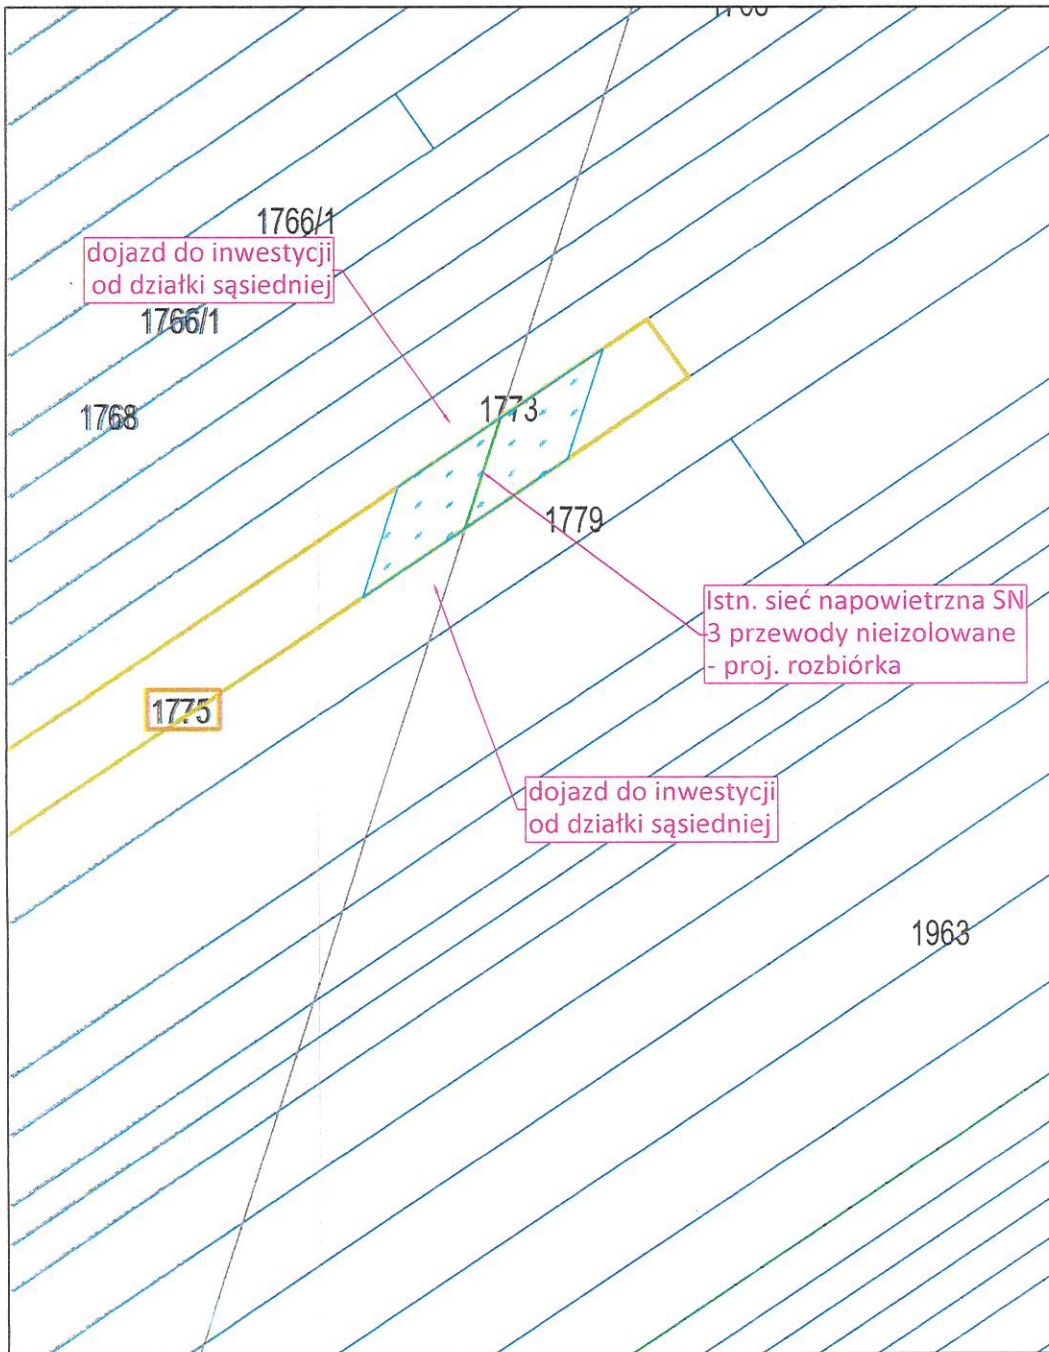 1766/1
dojazd do inwestycji
od działki sąsiedniej
1766/1
1768
1773
1779
Istn. sieć napowietrzna SN
3 przewody nieizolowane
- proj. rozbiórka
1775
dojazd do inwestycji
od działki sąsiedniej
1963